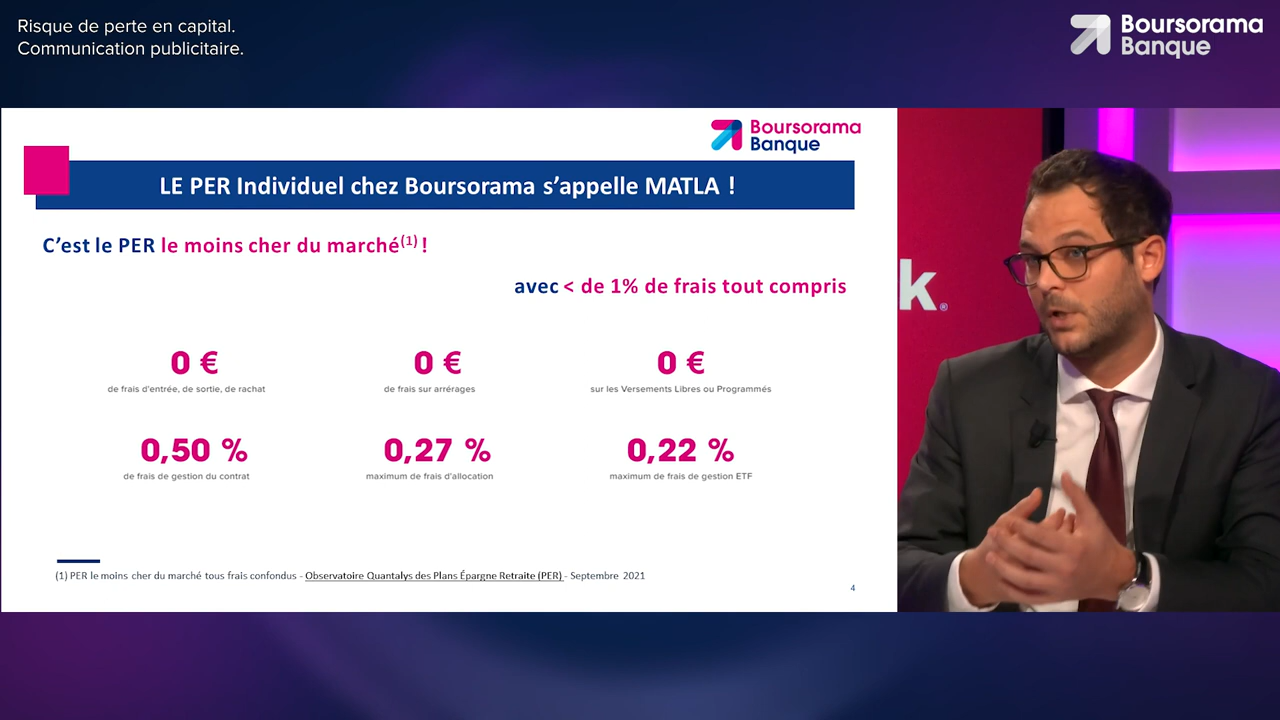 Risque de perte en capital.
Communication publicitaire.
Boursorama
Banque
Boursorama
Banque
LE PER Individuel chez Boursorama s’appelle MATLA !
C’est le PER le moins cher du marché(1) !
avec < de 1% de frais tout compris
0 €
de frais d'entrée, de sortie, de rachat
0 €
de frais sur arrérages
0 €
sur les Versements Libres ou Programmés
0,50 %
de frais de gestion du contrat
0,27 %
maximum de frais d'allocation
0,22 %
maximum de frais de gestion ETF
(1) PER le moins cher du marché tous frais confondus - Observatoire Quantalys des Plans Épargne Retraite (PER) - Septembre 2021
4
k®